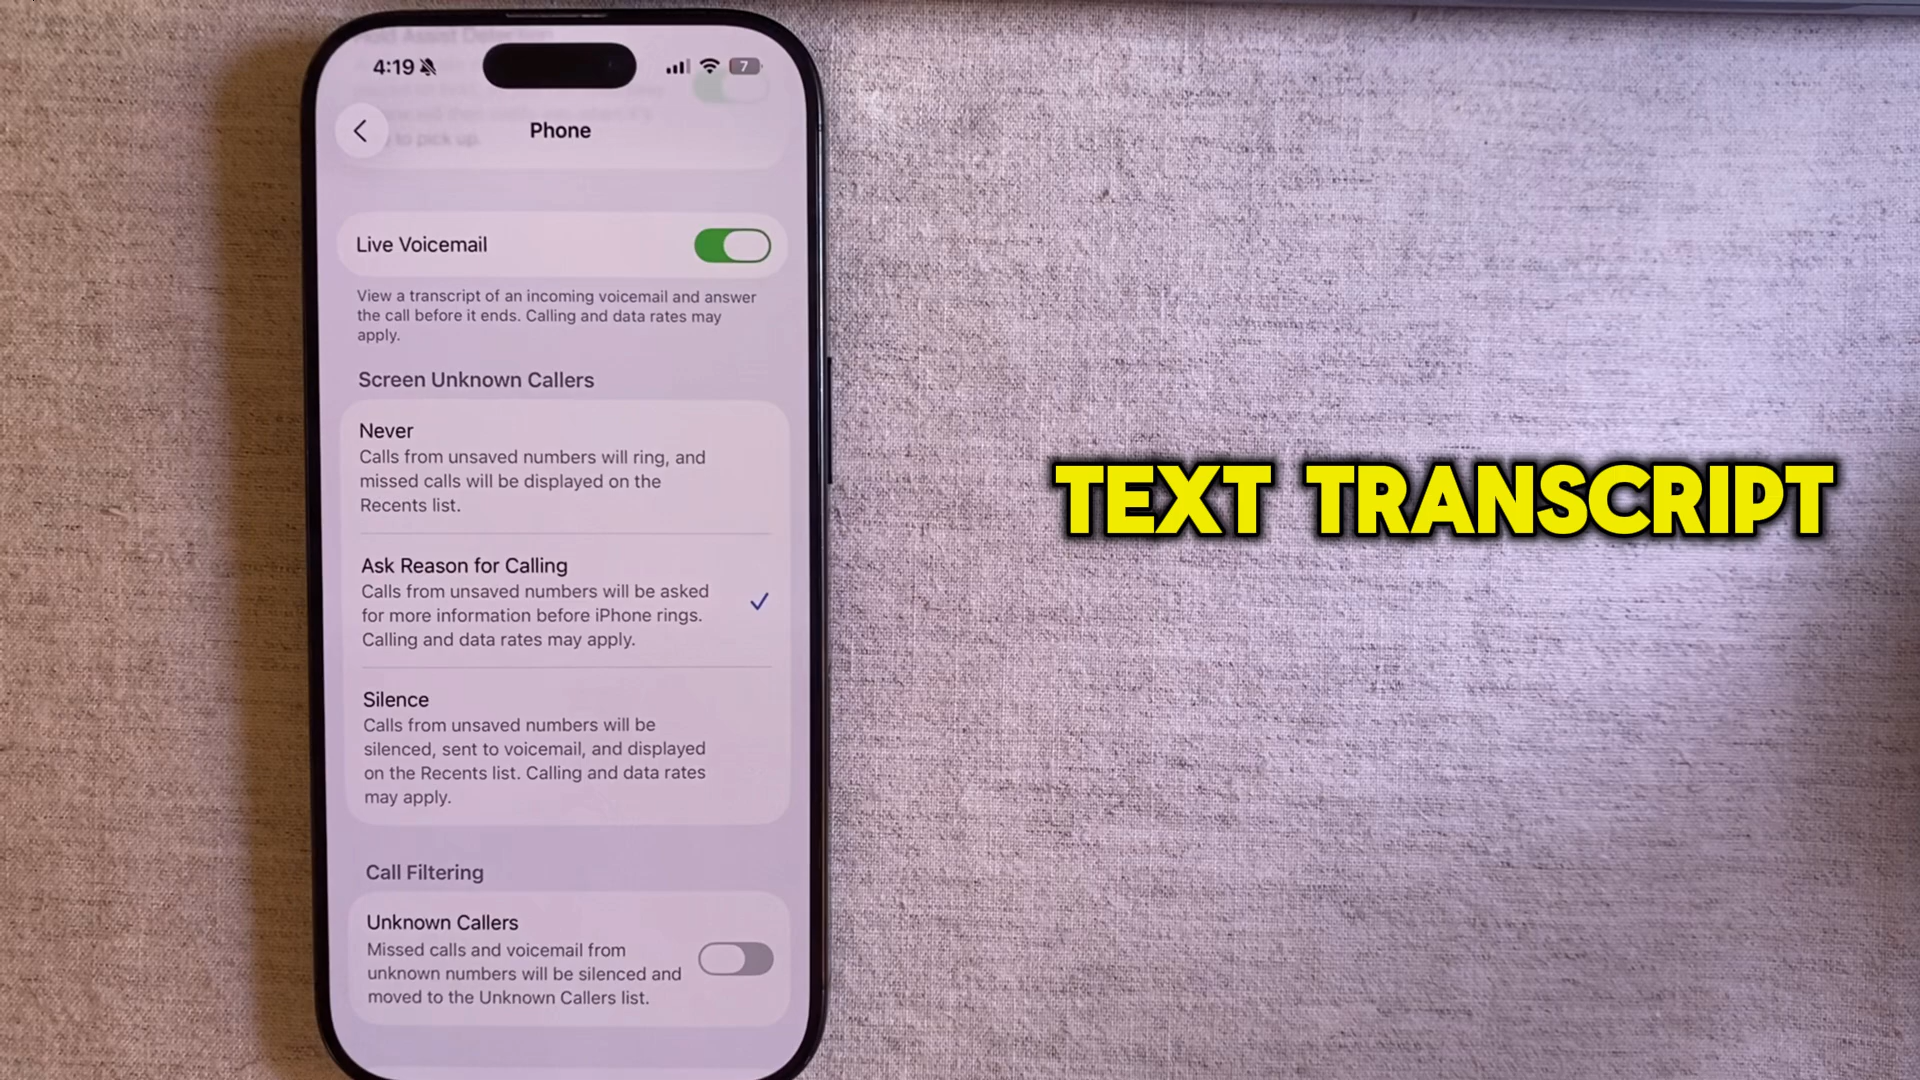 4:19
7
Phone
to pick up.
Live Voicemail
View a transcript of an incoming voicemail and answer
the call before it ends. Calling and data rates may
apply.
Screen Unknown Callers
Never
Calls from unsaved numbers will ring, and
missed calls will be displayed on the
Recents list.
Ask Reason for Calling
Calls from unsaved numbers will be asked
for more information before iPhone rings.
Calling and data rates may apply.
Silence
Calls from unsaved numbers will be
silenced, sent to voicemail, and displayed
on the Recents list. Calling and data rates
may apply.
Call Filtering
Unknown Callers
Missed calls and voicemail from
unknown numbers will be silenced and
moved to the Unknown Callers list.
TEXT TRANSCRIPT